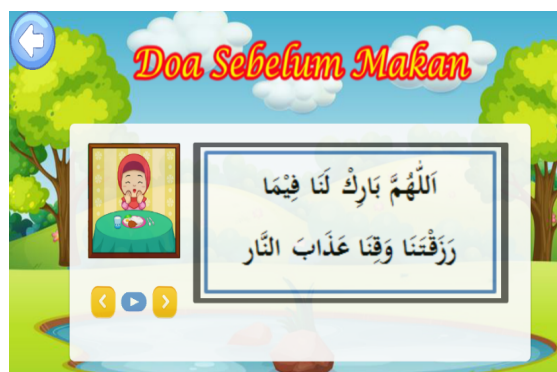 Doa Sebelum Makan
اَللّٰهُمَّ بَارِكْ لَنَا فِيْمَا
رَزَقْتَنَا وَقِنَا عَذَابَ النَّار